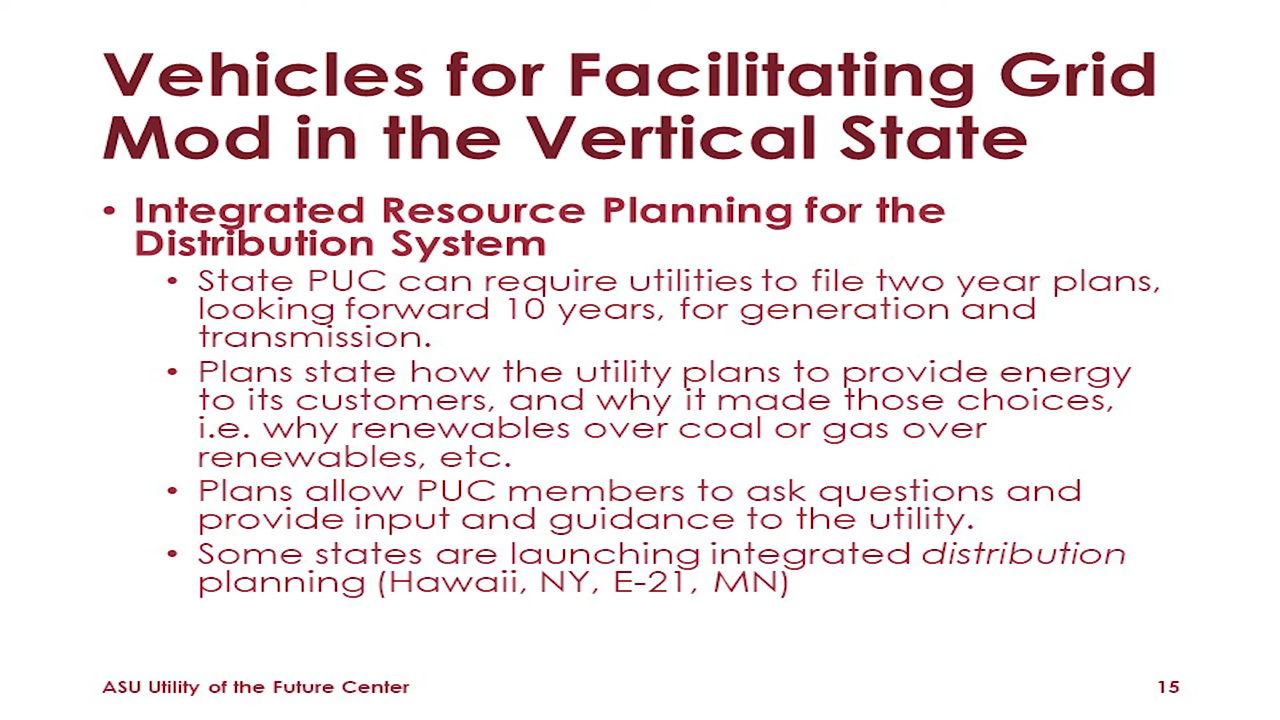 Vehicles for Facilitating Grid
Mod in the Vertical State
• Integrated Resource Planning for the
Distribution System
• State PUC can require utilities to file two year plans,
looking forward 10 years, for generation and
transmission.
• Plans state how the utility plans to provide energy
to its customers, and why it made those choices,
i.e. why renewables over coal or gas over
renewables, etc.
• Plans allow PUC members to ask questions and
provide input and guidance to the utility.
• Some states are launching integrated distribution
planning (Hawaii, NY, E-21, MN)
ASU Utility of the Future Center
15